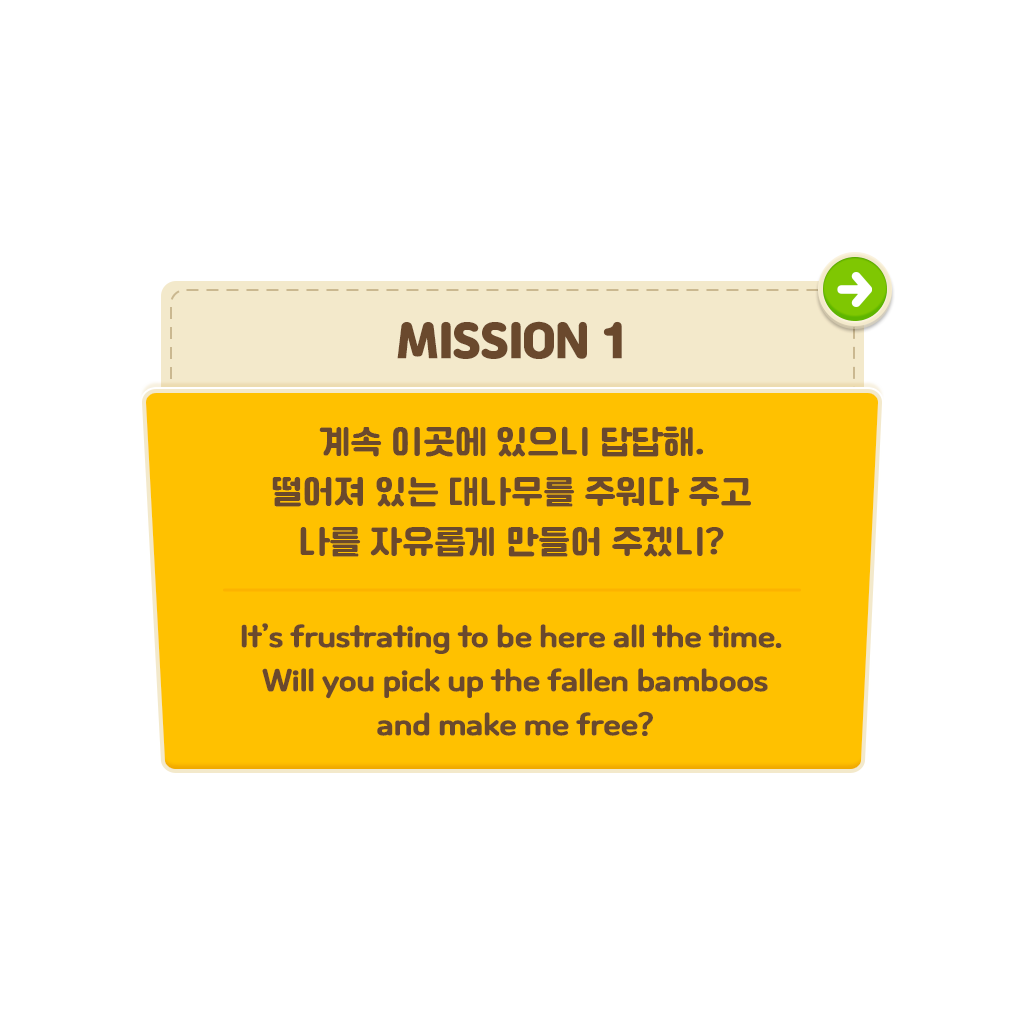 MISSION 1
계속 이곳에 있으니 답답해.
떨어져 있는 대나무를 주워다 주고
나를 자유롭게 만들어 주겠니?
It's frustrating to be here all the time.
Will you pick up the fallen bamboos
and make me free?